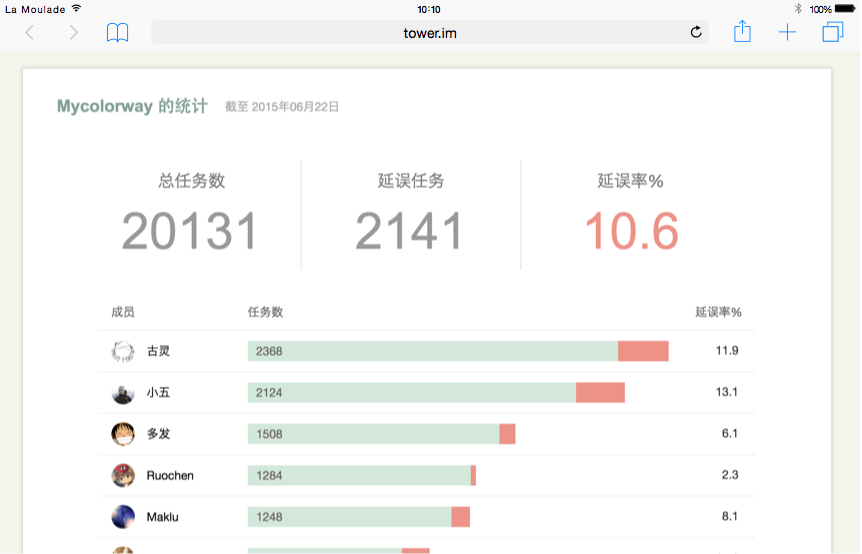 La Moulade 10:10 100%
tower.im
Mycolorway 的统计 截至 2015年06月22日
总任务数 延误任务 延误率%
20131 2141 10.6
成员 任务数 延误率%
古灵 2368 11.9
小五 2124 13.1
多发 1508 6.1
Ruochen 1284 2.3
Maklu 1248 8.1